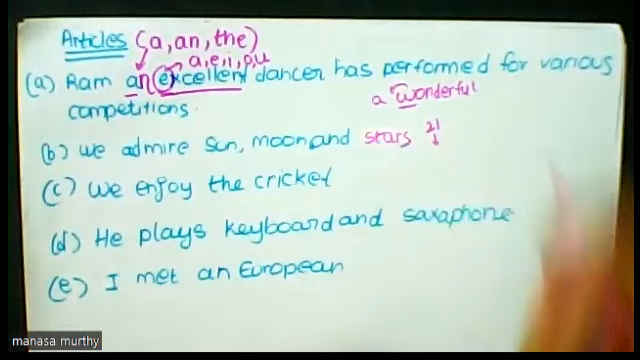 Articles (a, an, the)
a, e, i, o, u
(a) Ram an excellent dancer has performed for various
a wonderful
competitions.
(b) we admire sun, moon and stars
(c) we enjoy the cricket
(d) He plays keyboard and saxaphone
(e) I met an European
manasa murthy